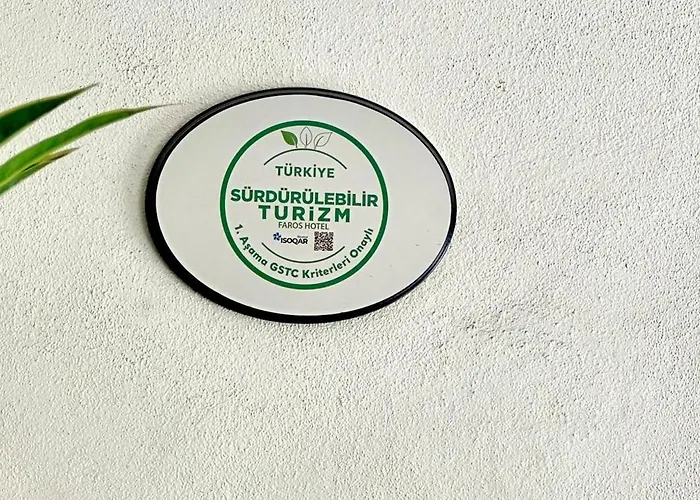 TÜRKİYE
SÜRDÜRÜLEBİLİR
TURİZM
FAROS HOTEL
ISOQAR
1. Aşama GSTC Kriterleri Onaylı